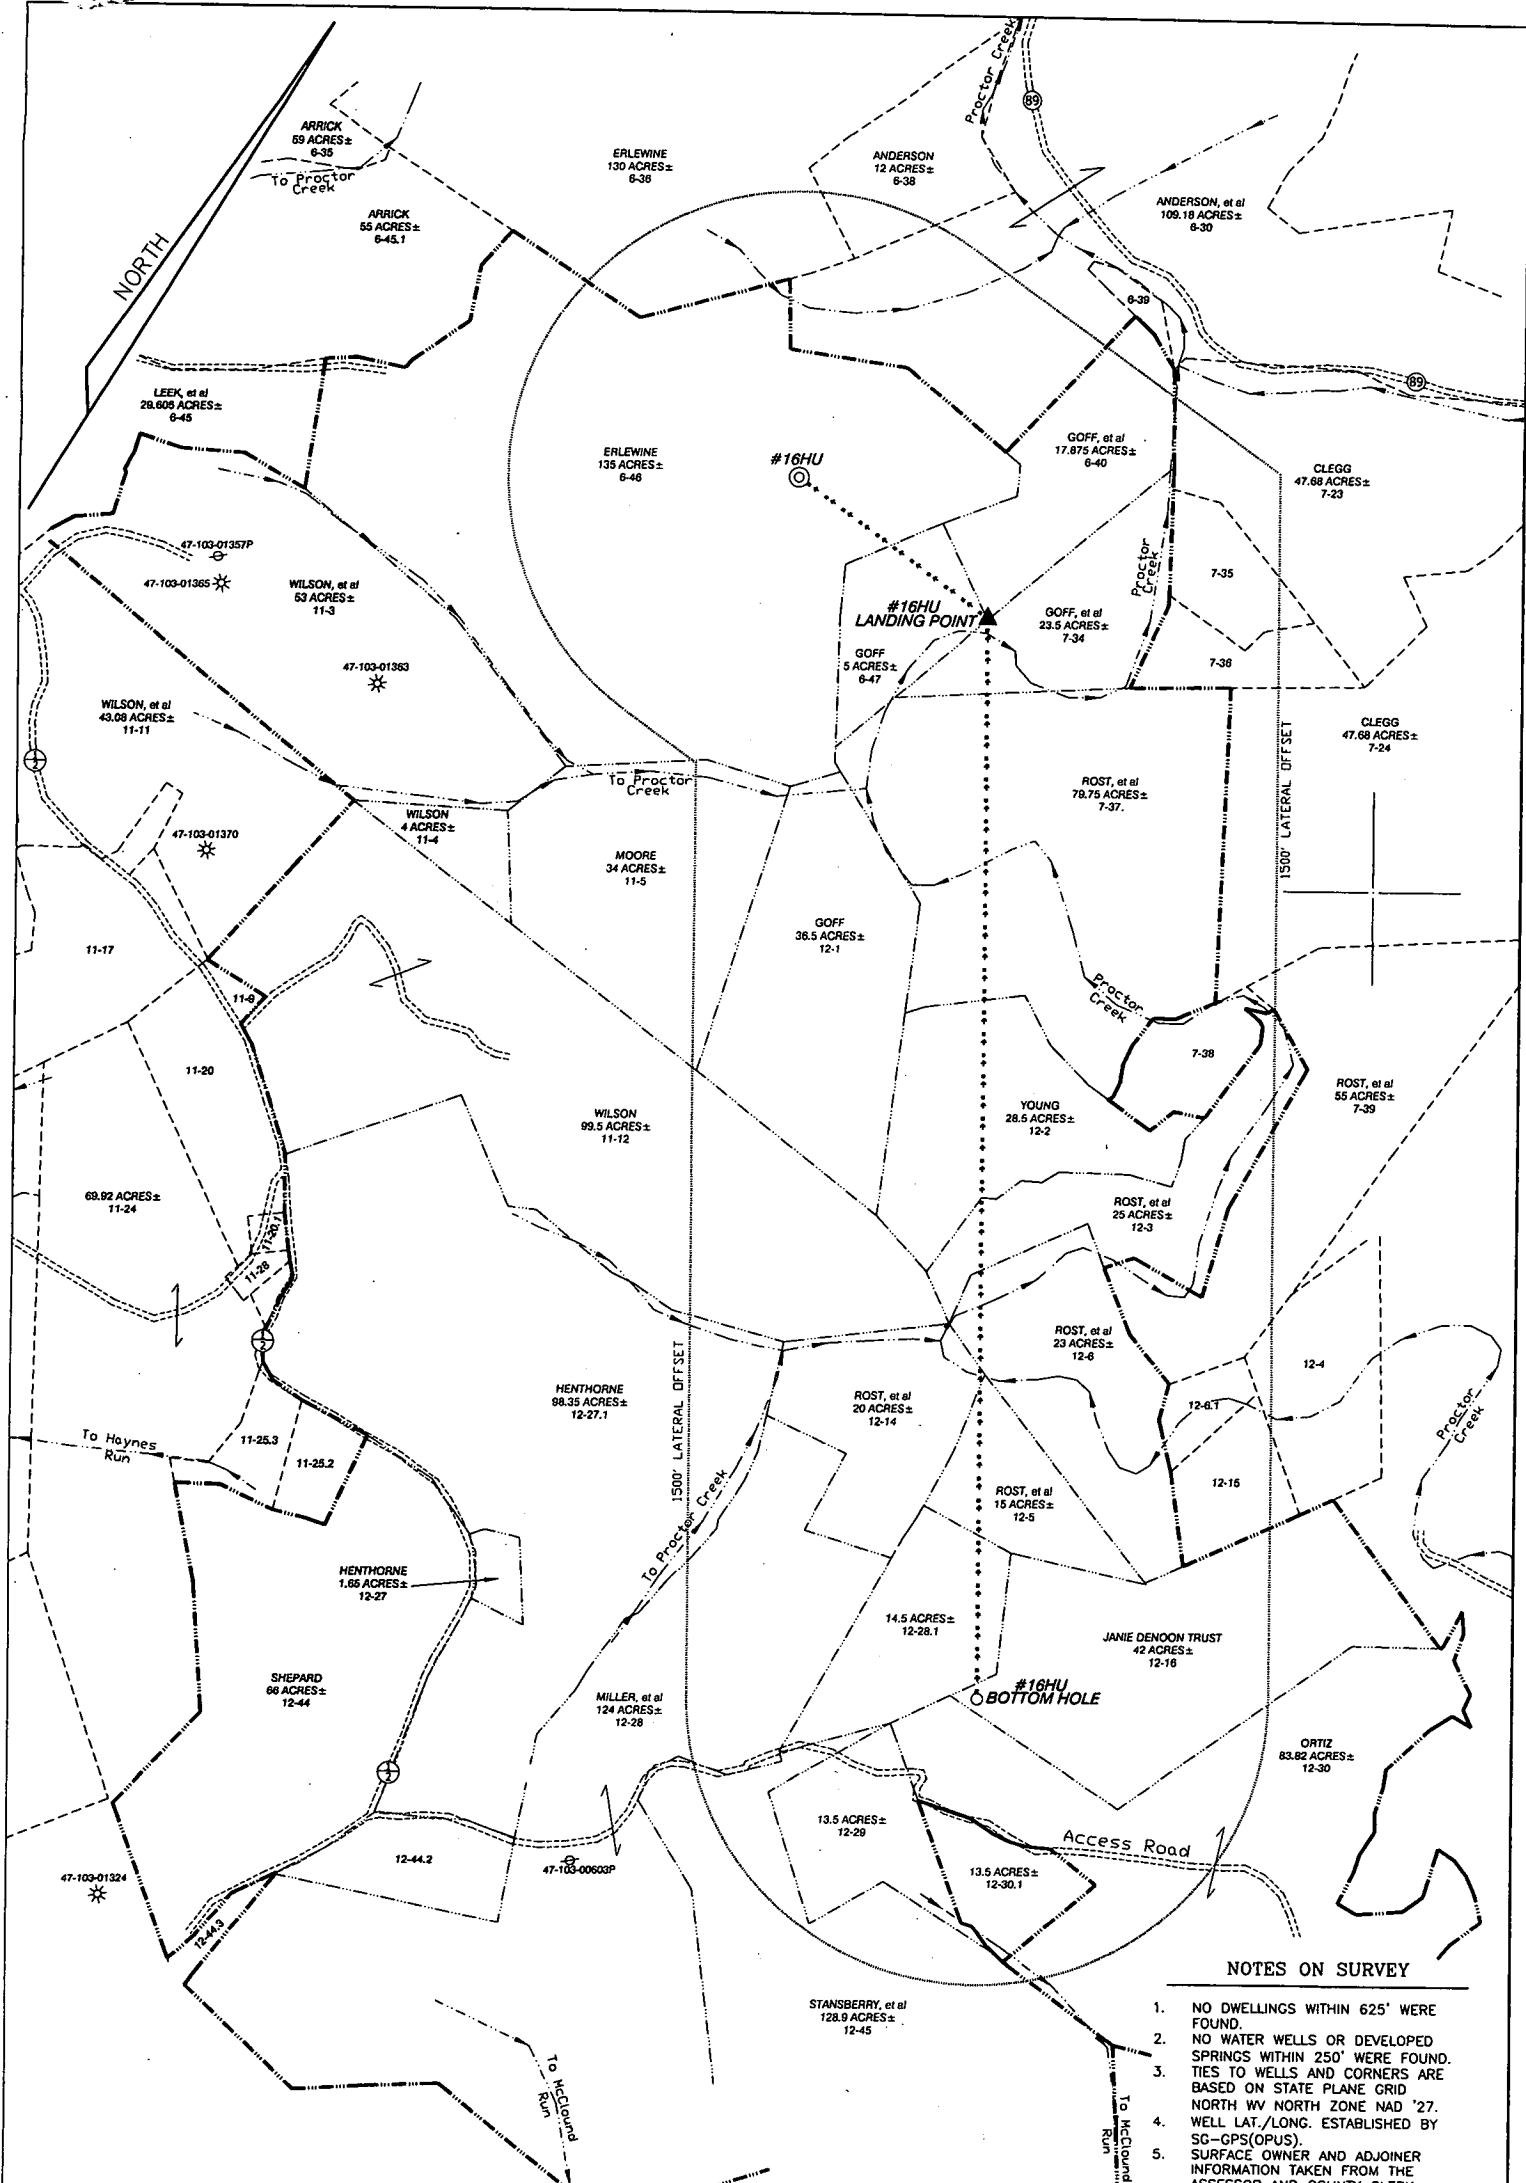 Proctor Creek
89
ARRICK
59 ACRES±
6-35
To Proctor
Creek
ERLEWINE
130 ACRES±
6-36
ANDERSON
12 ACRES±
6-38
ANDERSON, et al
109.18 ACRES±
6-30
ARRICK
55 ACRES±
6-45.1
NORTH
6-39
89
LEEK, et al
29.605 ACRES±
6-45
ERLEWINE
135 ACRES±
6-46
#16HU
GOFF, et al
17.875 ACRES±
6-40
CLEGG
47.68 ACRES±
7-23
47-103-01357P
47-103-01365
WILSON, et al
53 ACRES±
11-3
Proctor
Creek
7-35
#16HU
LANDING POINT
GOFF, et al
23.5 ACRES±
7-34
GOFF
5 ACRES±
6-47
7-36
47-103-01363
WILSON, et al
43.08 ACRES±
11-11
2
To Proctor
Creek
CLEGG
47.68 ACRES±
7-24
1500' LATERAL OFFSET
ROST, et al
79.75 ACRES±
7-37.
WILSON
4 ACRES±
11-4
47-103-01370
MOORE
34 ACRES±
11-5
GOFF
36.5 ACRES±
12-1
11-17
11-9
Proctor
Creek
7-38
11-20
ROST, et al
55 ACRES±
7-39
WILSON
99.5 ACRES±
11-12
YOUNG
28.5 ACRES±
12-2
69.92 ACRES±
11-24
11-20.1
11-28
ROST, et al
25 ACRES±
12-3
2
ROST, et al
23 ACRES±
12-6
12-4
1500' LATERAL OFFSET
HENTHORNE
98.35 ACRES±
12-27.1
ROST, et al
20 ACRES±
12-14
12-6.1
Proctor
Creek
To Haynes
Run
11-25.3
11-25.2
12-15
To Proctor Creek
ROST, et al
15 ACRES±
12-5
HENTHORNE
1.65 ACRES±
12-27
14.5 ACRES±
12-28.1
JANIE DENOON TRUST
42 ACRES±
12-16
SHEPARD
66 ACRES±
12-44
MILLER, et al
124 ACRES±
12-28
#16HU
BOTTOM HOLE
ORTIZ
83.82 ACRES±
12-30
2
13.5 ACRES±
12-29
Access Road
12-44.2
47-103-00603P
13.5 ACRES±
12-30.1
47-103-01324
12-44.3
STANSBERRY, et al
128.9 ACRES±
12-45
To McClound
Run
To McClound
Run
NOTES ON SURVEY
1. NO DWELLINGS WITHIN 625' WERE
FOUND.
2. NO WATER WELLS OR DEVELOPED
SPRINGS WITHIN 250' WERE FOUND.
3. TIES TO WELLS AND CORNERS ARE
BASED ON STATE PLANE GRID
NORTH WV NORTH ZONE NAD '27.
4. WELL LAT./LONG. ESTABLISHED BY
SG-GPS(OPUS).
5. SURFACE OWNER AND ADJOINER
INFORMATION TAKEN FROM THE